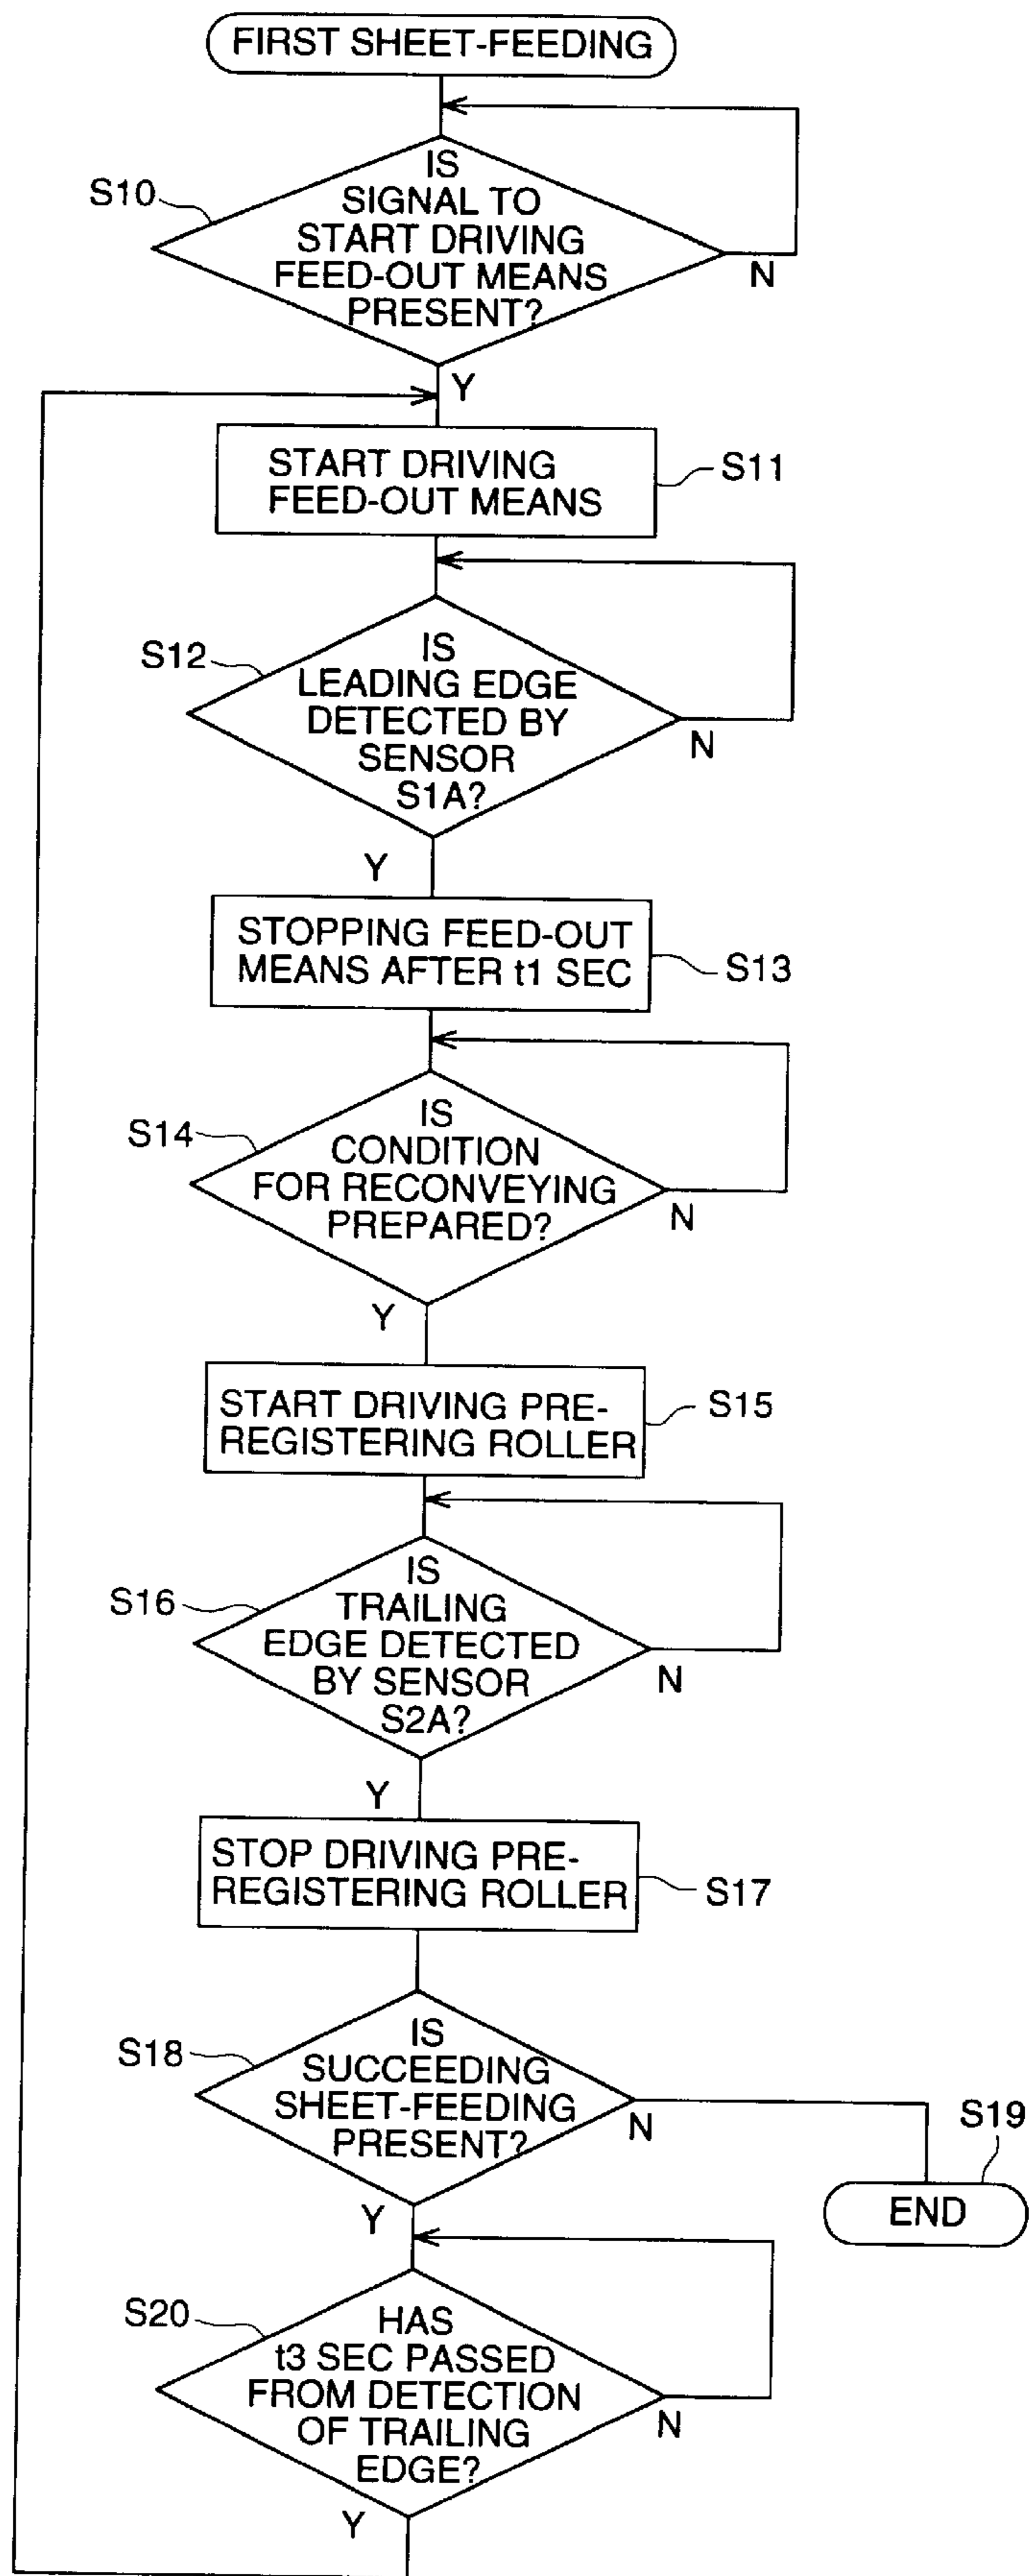 FIRST SHEET-FEEDING
S10
IS
SIGNAL TO
START DRIVING
FEED-OUT MEANS
PRESENT?
N
Y
START DRIVING
FEED-OUT MEANS
S11
S12
IS
LEADING EDGE
DETECTED BY
SENSOR
S1A?
N
Y
STOPPING FEED-OUT
MEANS AFTER t1 SEC
S13
S14
IS
CONDITION
FOR RECONVEYING
PREPARED?
N
Y
START DRIVING PRE-
REGISTERING ROLLER
S15
S16
IS
TRAILING
EDGE DETECTED
BY SENSOR
S2A?
N
Y
STOP DRIVING PRE-
REGISTERING ROLLER
S17
S18
IS
SUCCEEDING
SHEET-FEEDING
PRESENT?
N
S19
END
Y
S20
HAS
t3 SEC PASSED
FROM DETECTION
OF TRAILING
EDGE?
N
Y